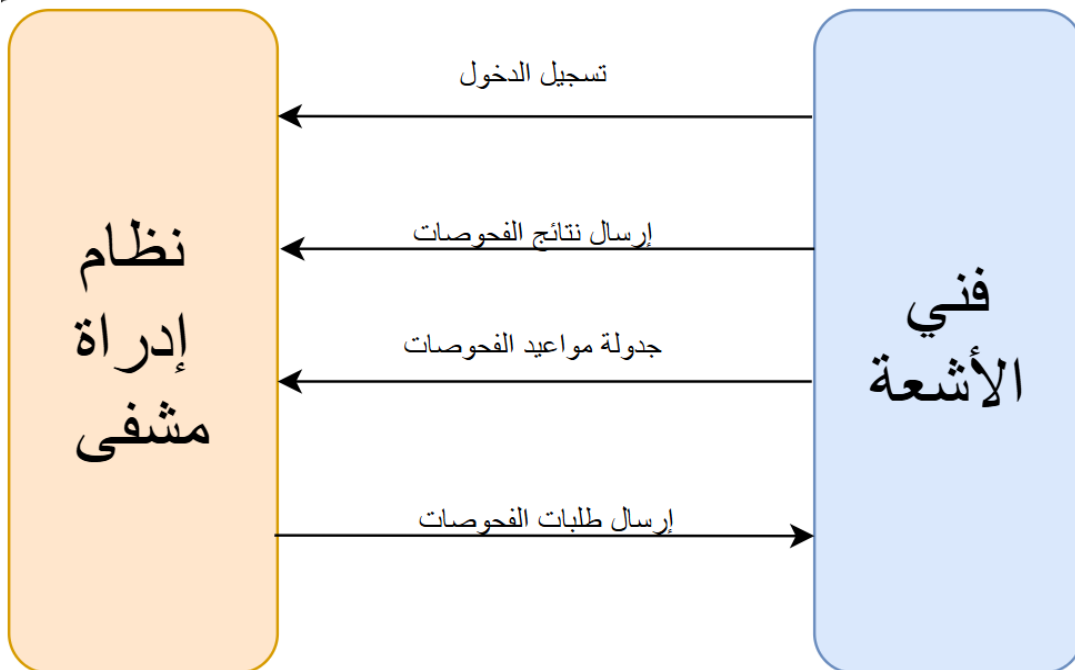 تسجيل الدخول
إرسال نتائج الفحوصات
جدولة مواعيد الفحوصات
إرسال طلبات الفحوصات
فني
الأشعة
نظام
إدراة
مشفى